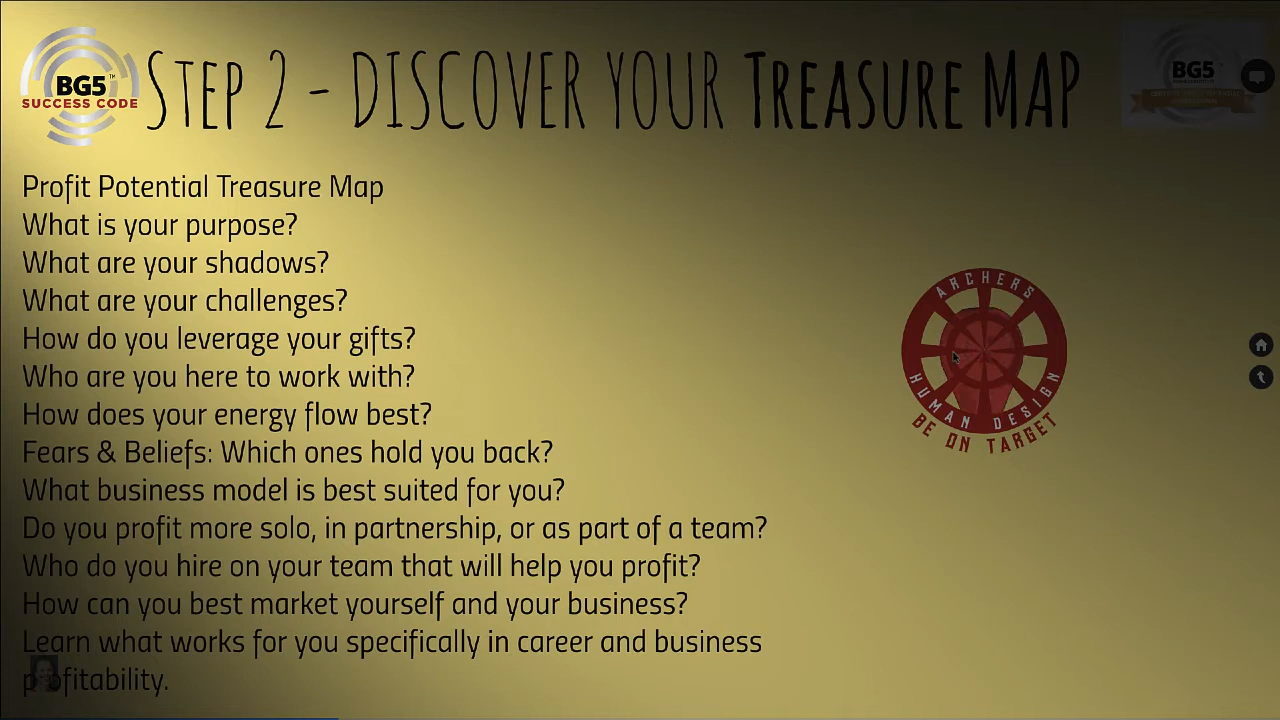 BG5™
SUCCESS CODE
STEP 2 - DISCOVER YOUR TREASURE MAP
BG5
Profit Potential Treasure Map
What is your purpose?
What are your shadows?
What are your challenges?
How do you leverage your gifts?
Who are you here to work with?
How does your energy flow best?
Fears & Beliefs: Which ones hold you back?
What business model is best suited for you?
Do you profit more solo, in partnership, or as part of a team?
Who do you hire on your team that will help you profit?
How can you best market yourself and your business?
Learn what works for you specifically in career and business
profitability.
ARCHERS
HUMAN DESIGN
BE ON TARGET